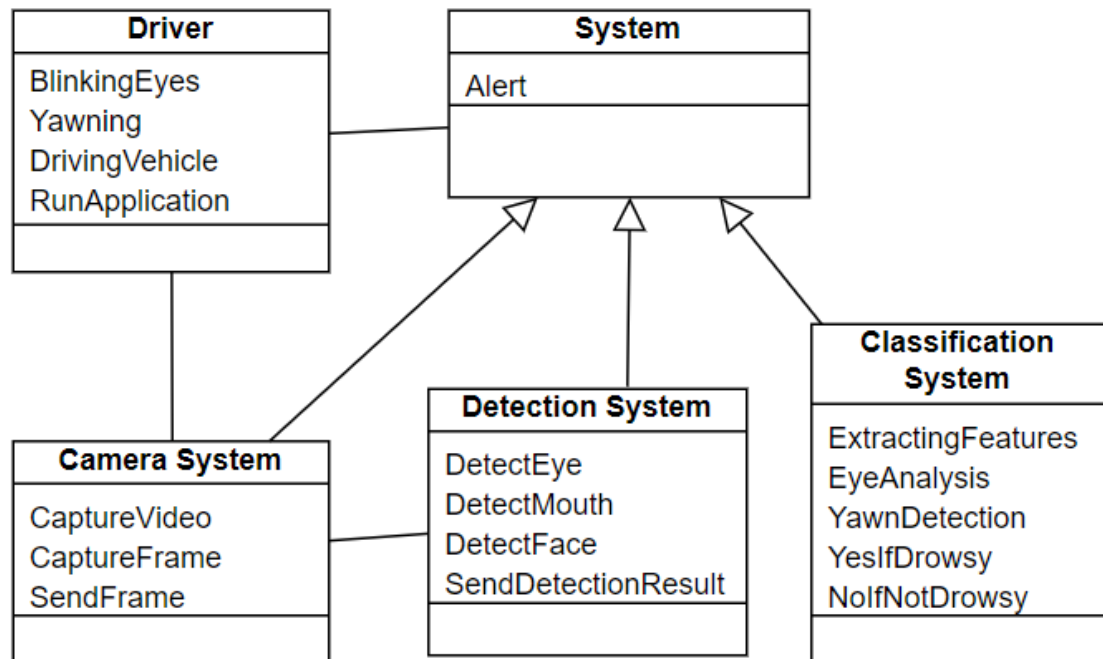 Driver
BlinkingEyes
Yawning
DrivingVehicle
RunApplication
System
Alert
Camera System
CaptureVideo
CaptureFrame
SendFrame
Detection System
DetectEye
DetectMouth
DetectFace
SendDetectionResult
Classification
System
ExtractingFeatures
EyeAnalysis
YawnDetection
YesIfDrowsy
NoIfNotDrowsy